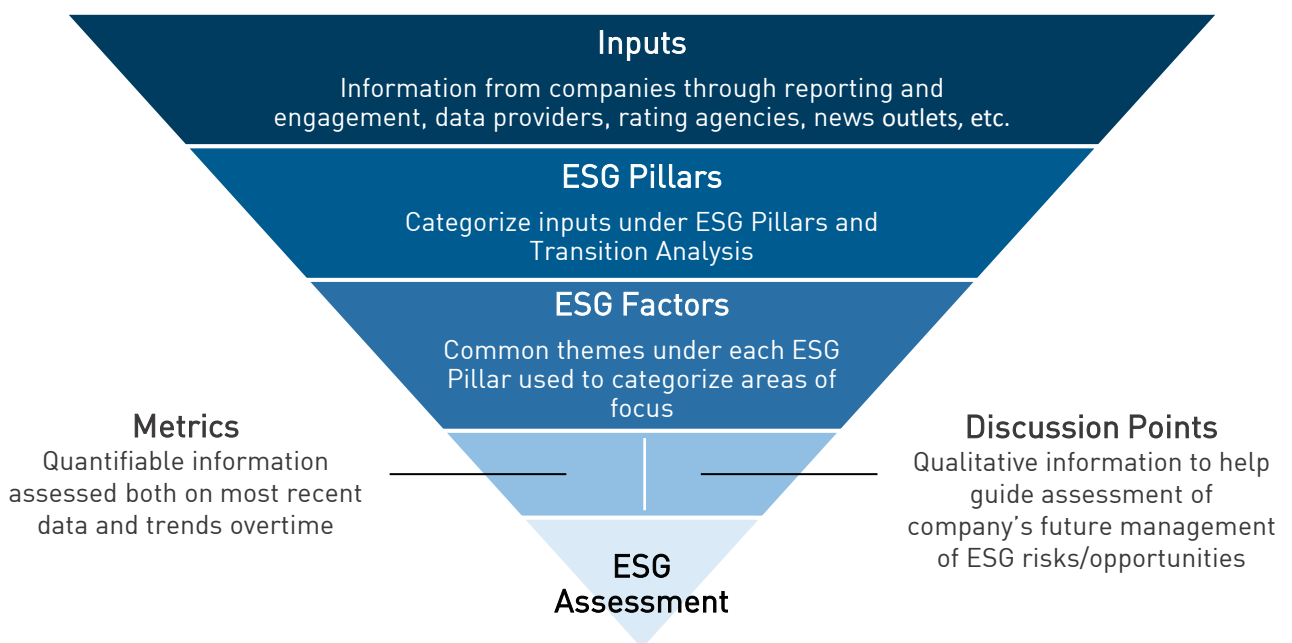 Inputs
Information from companies through reporting and
engagement, data providers, rating agencies, news outlets, etc.
ESG Pillars
Categorize inputs under ESG Pillars and
Transition Analysis
ESG Factors
Common themes under each ESG
Pillar used to categorize areas of
focus
Metrics
Quantifiable information
assessed both on most recent
data and trends overtime
Discussion Points
Qualitative information to help
guide assessment of
company’s future management
of ESG risks/opportunities
ESG
Assessment